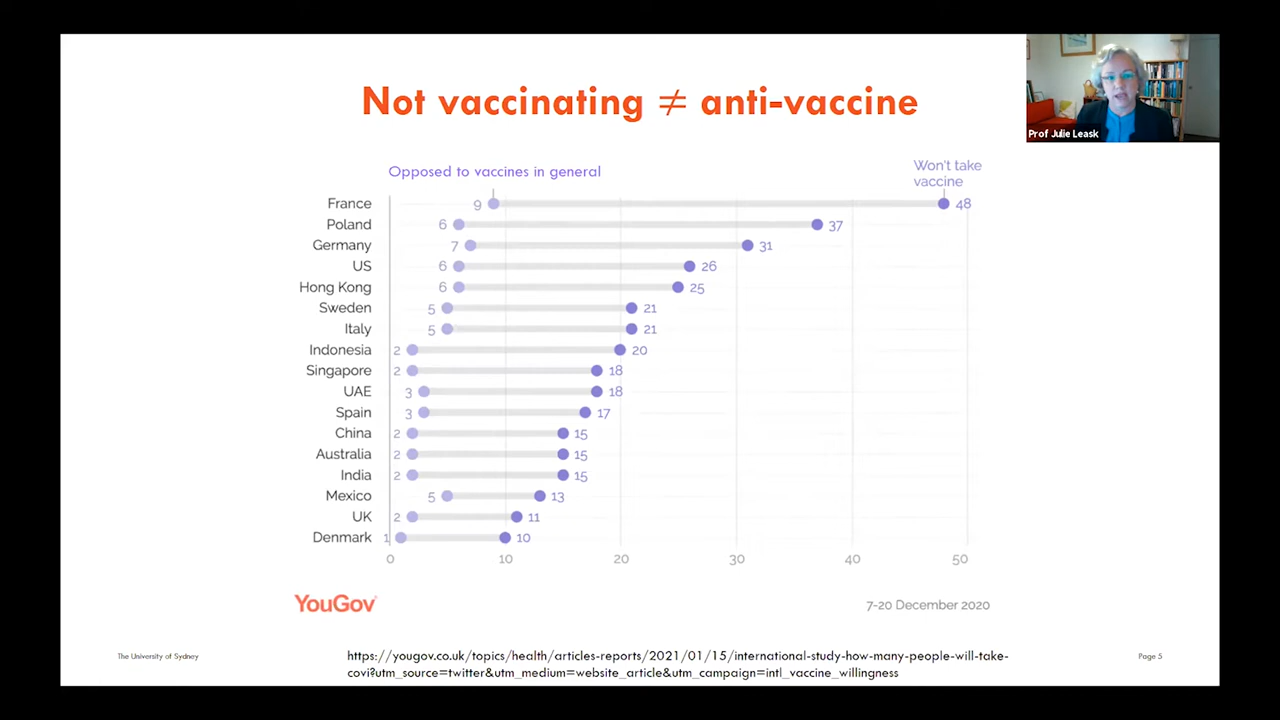 Not vaccinating ≠ anti-vaccine
Prof Julie Leask
Opposed to vaccines in general
Won't take
vaccine
France 9 48
Poland 6 37
Germany 7 31
US 6 26
Hong Kong 6 25
Sweden 5 21
Italy 5 21
Indonesia 2 20
Singapore 2 18
UAE 3 18
Spain 3 17
China 2 15
Australia 2 15
India 2 15
Mexico 5 13
UK 2 11
Denmark 1 10
0 10 20 30 40 50
YouGov
7-20 December 2020
The University of Sydney
https://yougov.co.uk/topics/health/articles-reports/2021/01/15/international-study-how-many-people-will-take-
covi?utm_source=twitter&utm_medium=website_article&utm_campaign=intl_vaccine_willingness
Page 5